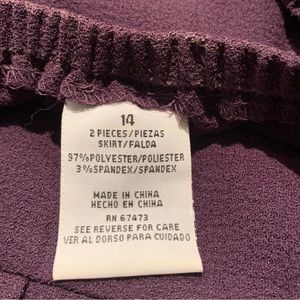 14
2 PIECES/PIEZAS
SKIRT/FALDA
97%POLYESTER/POLIESTER
3%SPANDEX/SPANDEX
MADE IN CHINA
HECHO EN CHINA
RN 67473
SEE REVERSE FOR CARE
VER AL DORSO PARA CUIDADO